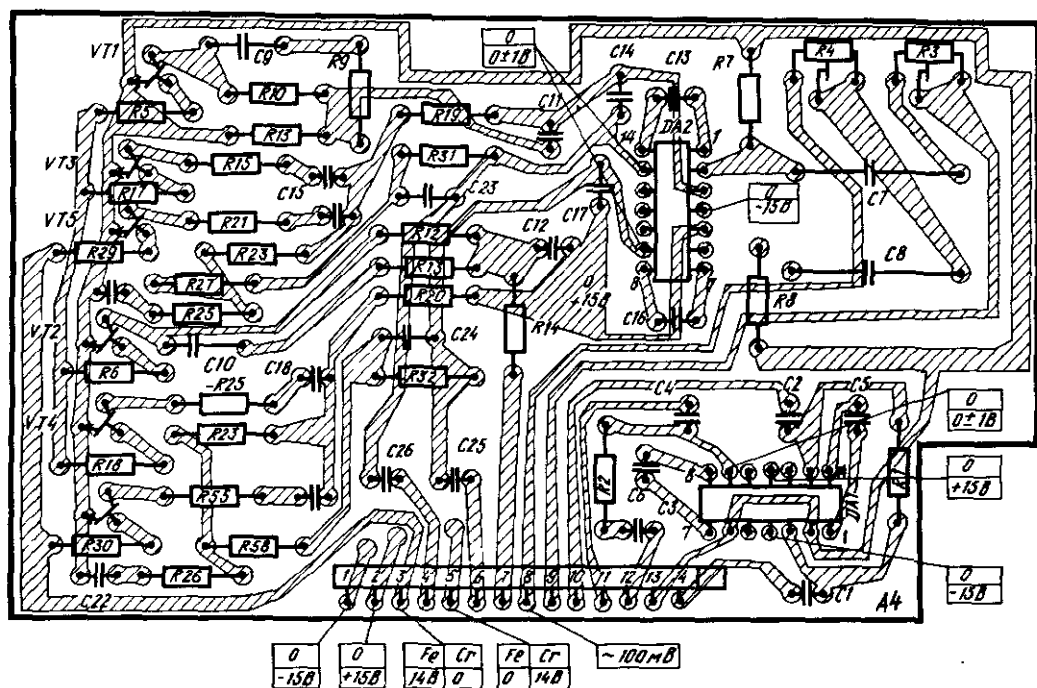 VT1
C9
R9
0
0±1В
C14
C13
R7
R4
R3
R5
R10
R19
C11
DA2
14
1
R13
VT3
R15
R31
C15
C23
0
-15В
C7
R17
C17
VT5
R21
R12
C12
R29
R23
R13
C8
R27
R20
0
+15В
8
7
R8
R25
C16
VT2
R14
C24
C10
C18
R6
-R25
R32
C4
C2
C5
0
0±1В
VT4
R23
R18
C26
C25
R2
C6
8
R1
0
+15В
R55
C3
7
DA1
1
R30
R58
C22
R26
1 2 3 4 5 6 7 8 9 10 11 12 13 14
C1
A4
0
-15В
0
-15В
0
+15В
Fe Cr
14В 0
Fe Cr
0 14В
~100мВ